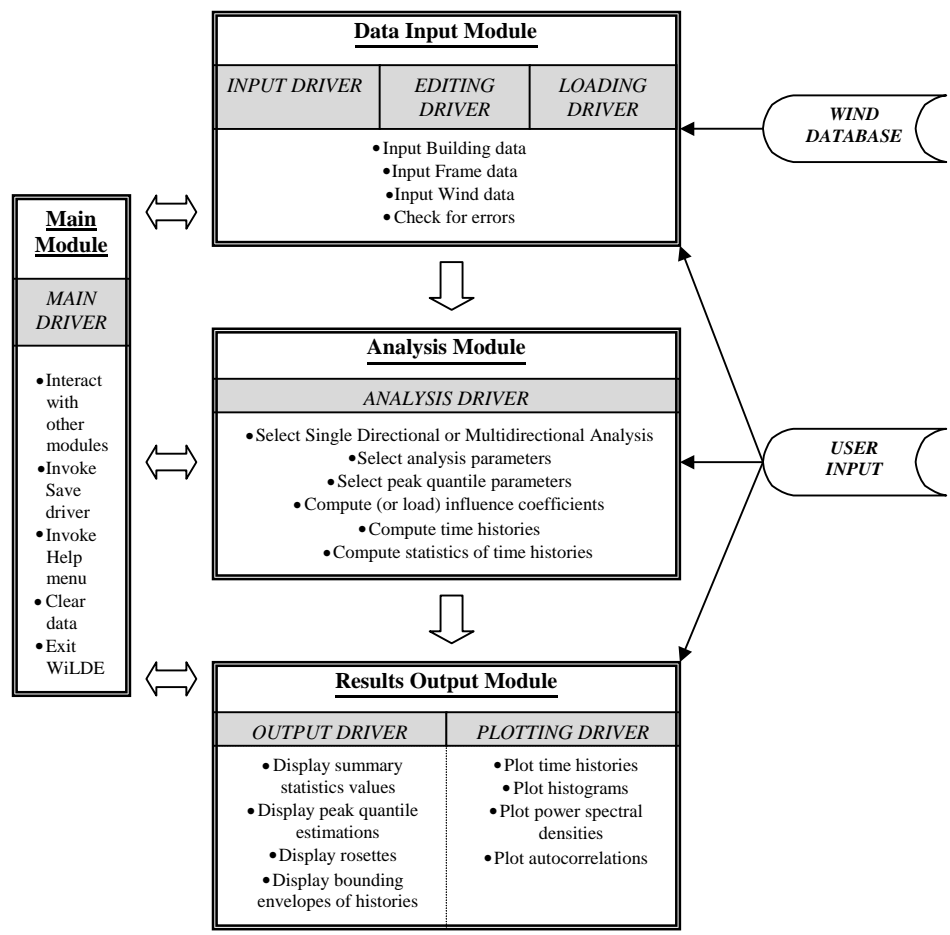 Data Input Module
INPUT DRIVER
EDITING
DRIVER
LOADING
DRIVER
•Input Building data
•Input Frame data
•Input Wind data
•Check for errors
WIND
DATABASE
Main
Module
MAIN
DRIVER
•Interact
with
other
modules
•Invoke
Save
driver
•Invoke
Help
menu
•Clear
data
•Exit
WiLDE
Analysis Module
ANALYSIS DRIVER
•Select Single Directional or Multidirectional Analysis
•Select analysis parameters
•Select peak quantile parameters
•Compute (or load) influence coefficients
•Compute time histories
•Compute statistics of time histories
USER
INPUT
Results Output Module
OUTPUT DRIVER
•Display summary
statistics values
•Display peak quantile
estimations
•Display rosettes
•Display bounding
envelopes of histories
PLOTTING DRIVER
•Plot time histories
•Plot histograms
•Plot power spectral
densities
•Plot autocorrelations